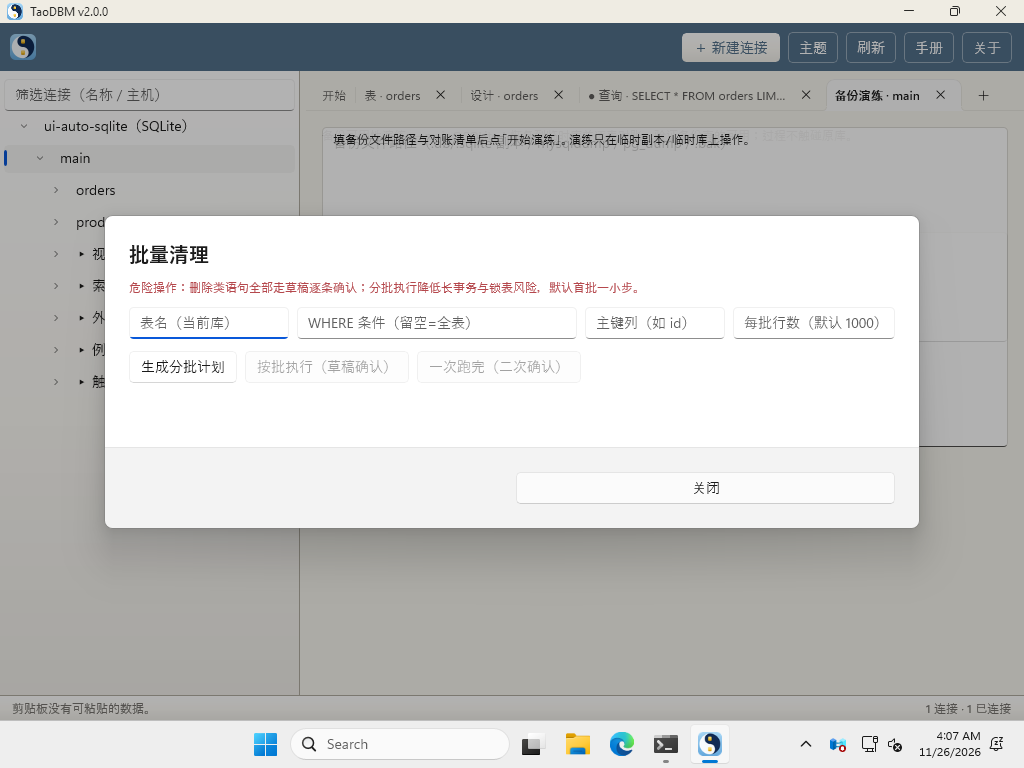 TaoDBM v2.0.0
+ 新建连接
主题
刷新
手册
关于
筛选连接（名称 / 主机）
开始
表 · orders
设计 · orders
● 查询 · SELECT * FROM orders LIM...
备份演练 · main
ui-auto-sqlite（SQLite）
main
orders
prod
视
索
外
例
触
填备份文件路径与对账清单后点「开始演练」。演练只在临时副本/临时库上操作。
批量清理
危险操作：删除类语句全部走草稿逐条确认；分批执行降低长事务与锁表风险，默认首批一小步。
表名（当前库）
WHERE 条件（留空=全表）
主键列（如 id）
每批行数（默认 1000）
生成分批计划
按批执行（草稿确认）
一次跑完（二次确认）
关闭
剪贴板没有可粘贴的数据。
1 连接 · 1 已连接
Search
4:07 AM
11/26/2026